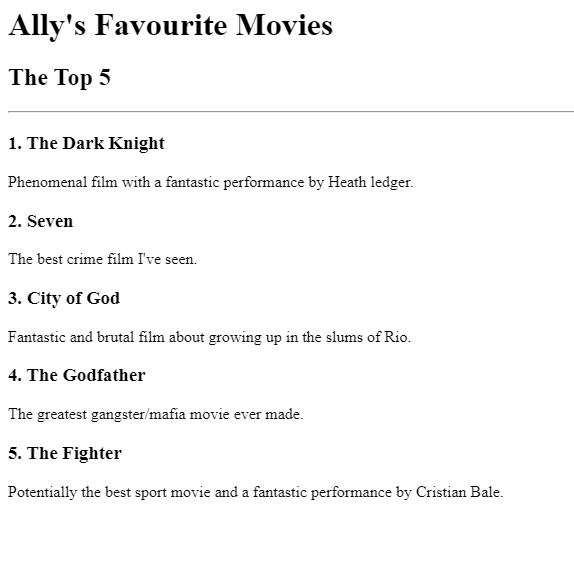 Ally's Favourite Movies
The Top 5
1. The Dark Knight
Phenomenal film with a fantastic performance by Heath ledger.
2. Seven
The best crime film I've seen.
3. City of God
Fantastic and brutal film about growing up in the slums of Rio.
4. The Godfather
The greatest gangster/mafia movie ever made.
5. The Fighter
Potentially the best sport movie and a fantastic performance by Cristian Bale.